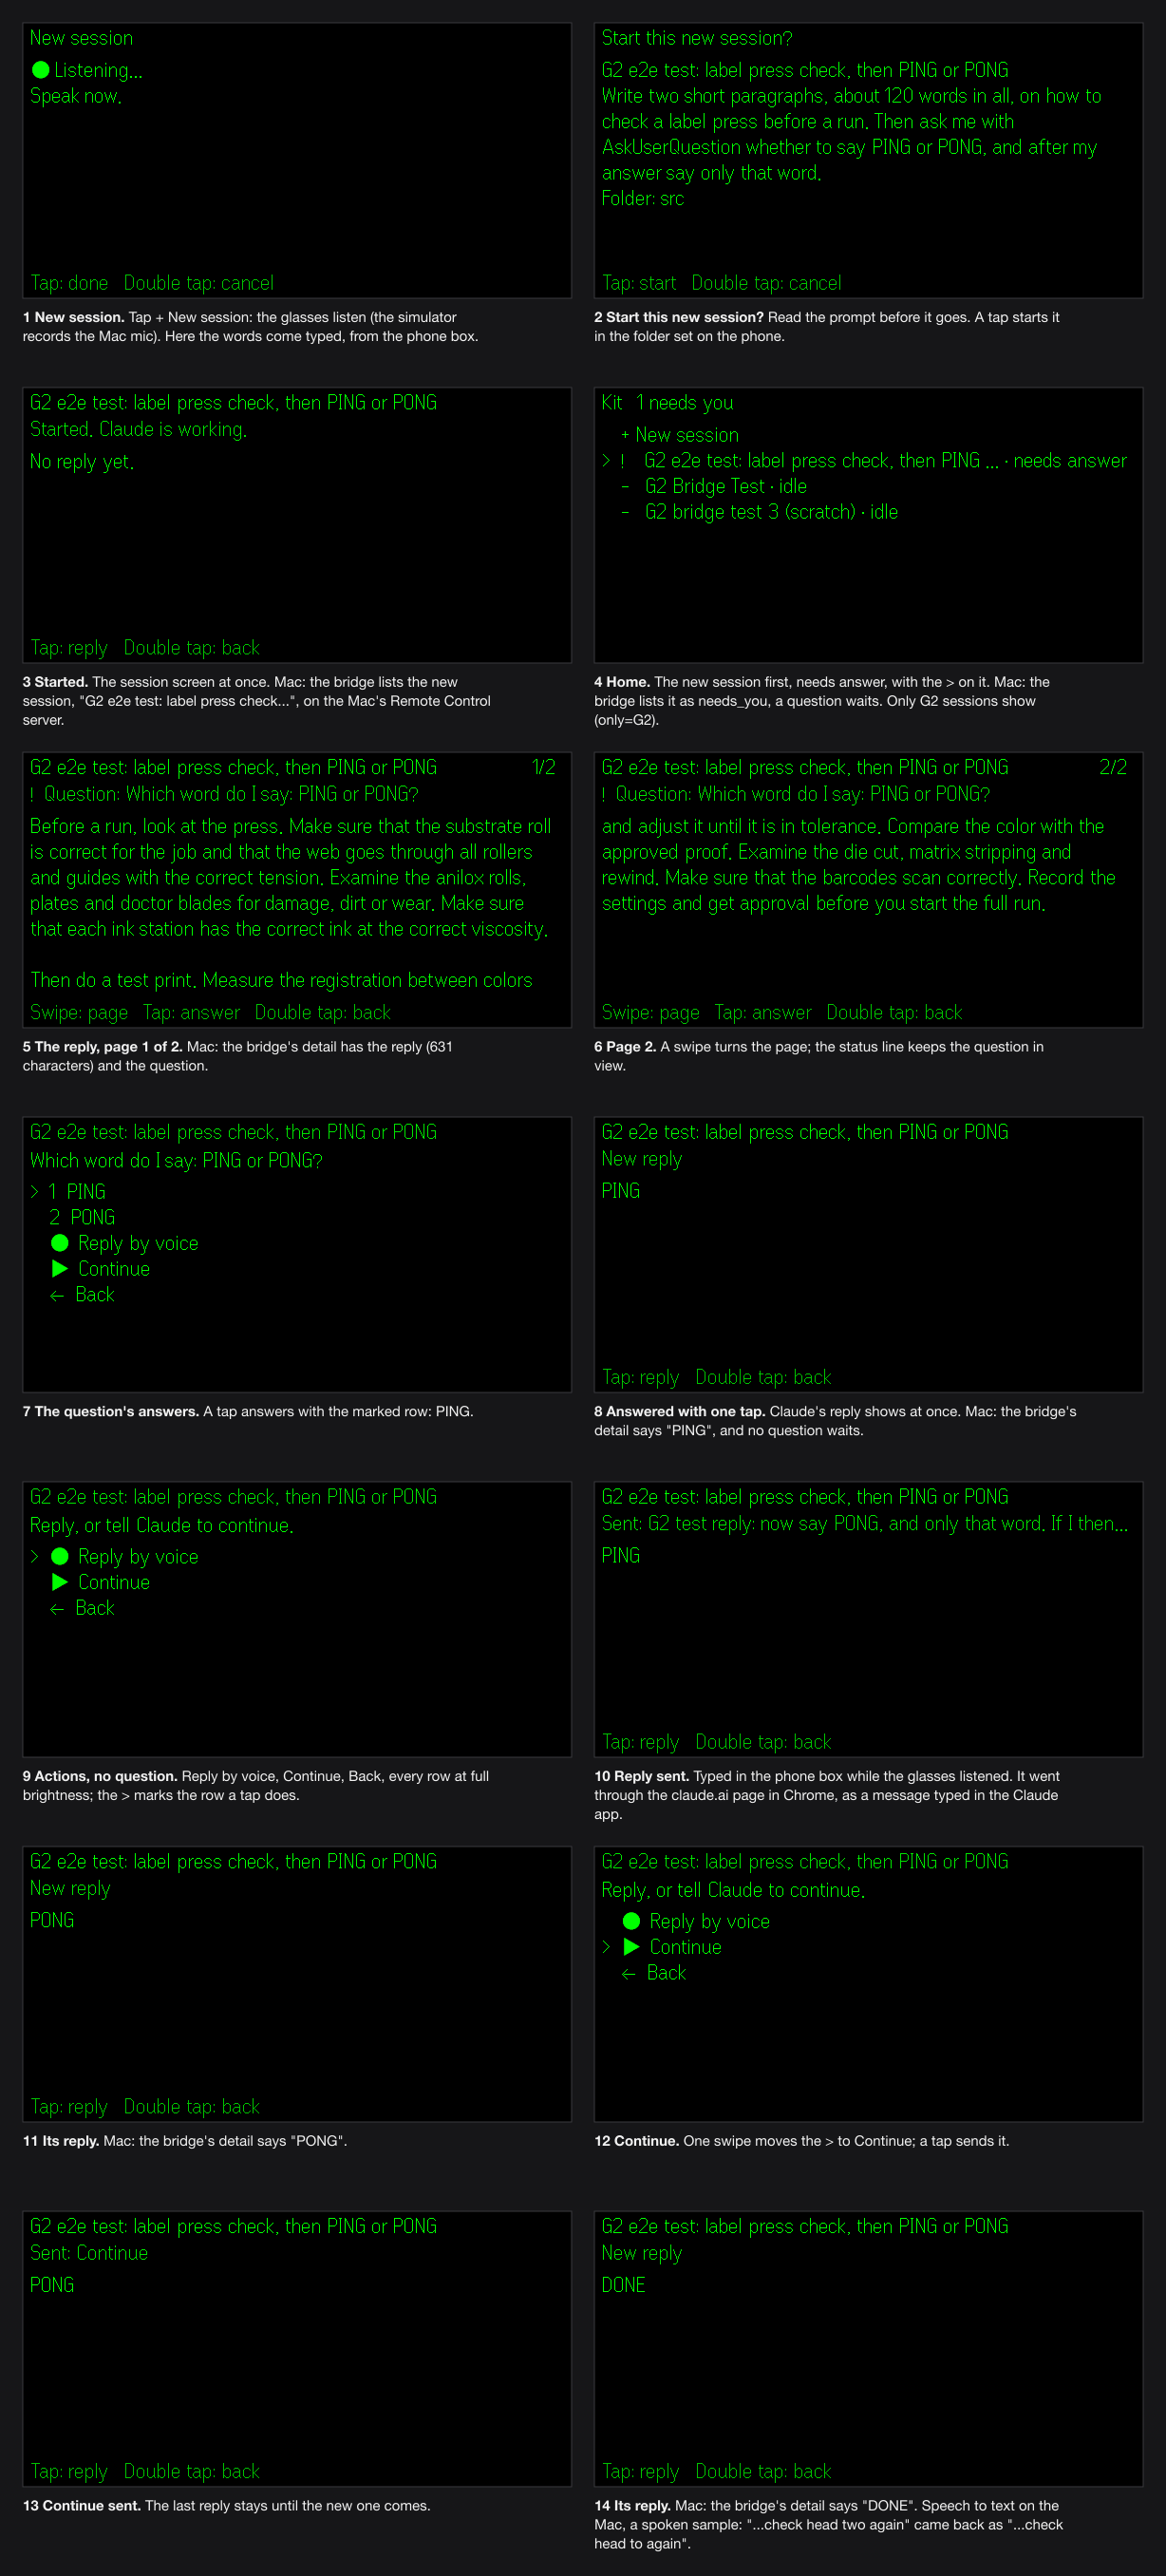 New session
● Listening...
Speak now.
Tap: done Double tap: cancel
1 New session. Tap + New session: the glasses listen (the simulator
records the Mac mic). Here the words come typed, from the phone box.
Start this new session?
G2 e2e test: label press check, then PING or PONG
Write two short paragraphs, about 120 words in all, on how to
check a label press before a run. Then ask me with
AskUserQuestion whether to say PING or PONG, and after my
answer say only that word.
Folder: src
Tap: start Double tap: cancel
2 Start this new session? Read the prompt before it goes. A tap starts it
in the folder set on the phone.
G2 e2e test: label press check, then PING or PONG
Started. Claude is working.
No reply yet.
Tap: reply Double tap: back
3 Started. The session screen at once. Mac: the bridge lists the new
session, "G2 e2e test: label press check...", on the Mac's Remote Control
server.
Kit 1 needs you
+ New session
> ! G2 e2e test: label press check, then PING ... · needs answer
- G2 Bridge Test · idle
- G2 bridge test 3 (scratch) · idle
4 Home. The new session first, needs answer, with the > on it. Mac: the
bridge lists it as needs_you, a question waits. Only G2 sessions show
(only=G2).
G2 e2e test: label press check, then PING or PONG 1/2
! Question: Which word do I say: PING or PONG?
Before a run, look at the press. Make sure that the substrate roll
is correct for the job and that the web goes through all rollers
and guides with the correct tension. Examine the anilox rolls,
plates and doctor blades for damage, dirt or wear. Make sure
that each ink station has the correct ink at the correct viscosity.
Then do a test print. Measure the registration between colors
Swipe: page Tap: answer Double tap: back
5 The reply, page 1 of 2. Mac: the bridge's detail has the reply (631
characters) and the question.
G2 e2e test: label press check, then PING or PONG 2/2
! Question: Which word do I say: PING or PONG?
and adjust it until it is in tolerance. Compare the color with the
approved proof. Examine the die cut, matrix stripping and
rewind. Make sure that the barcodes scan correctly. Record the
settings and get approval before you start the full run.
Swipe: page Tap: answer Double tap: back
6 Page 2. A swipe turns the page; the status line keeps the question in
view.
G2 e2e test: label press check, then PING or PONG
Which word do I say: PING or PONG?
> 1 PING
2 PONG
● Reply by voice
▶ Continue
← Back
7 The question's answers. A tap answers with the marked row: PING.
G2 e2e test: label press check, then PING or PONG
New reply
PING
Tap: reply Double tap: back
8 Answered with one tap. Claude's reply shows at once. Mac: the bridge's
detail says "PING", and no question waits.
G2 e2e test: label press check, then PING or PONG
Reply, or tell Claude to continue.
> ● Reply by voice
▶ Continue
← Back
9 Actions, no question. Reply by voice, Continue, Back, every row at full
brightness; the > marks the row a tap does.
G2 e2e test: label press check, then PING or PONG
Sent: G2 test reply: now say PONG, and only that word. If I then...
PING
Tap: reply Double tap: back
10 Reply sent. Typed in the phone box while the glasses listened. It went
through the claude.ai page in Chrome, as a message typed in the Claude
app.
G2 e2e test: label press check, then PING or PONG
New reply
PONG
Tap: reply Double tap: back
11 Its reply. Mac: the bridge's detail says "PONG".
G2 e2e test: label press check, then PING or PONG
Reply, or tell Claude to continue.
● Reply by voice
> ▶ Continue
← Back
12 Continue. One swipe moves the > to Continue; a tap sends it.
G2 e2e test: label press check, then PING or PONG
Sent: Continue
PONG
Tap: reply Double tap: back
13 Continue sent. The last reply stays until the new one comes.
G2 e2e test: label press check, then PING or PONG
New reply
DONE
Tap: reply Double tap: back
14 Its reply. Mac: the bridge's detail says "DONE". Speech to text on the
Mac, a spoken sample: "...check head two again" came back as "...check
head to again".